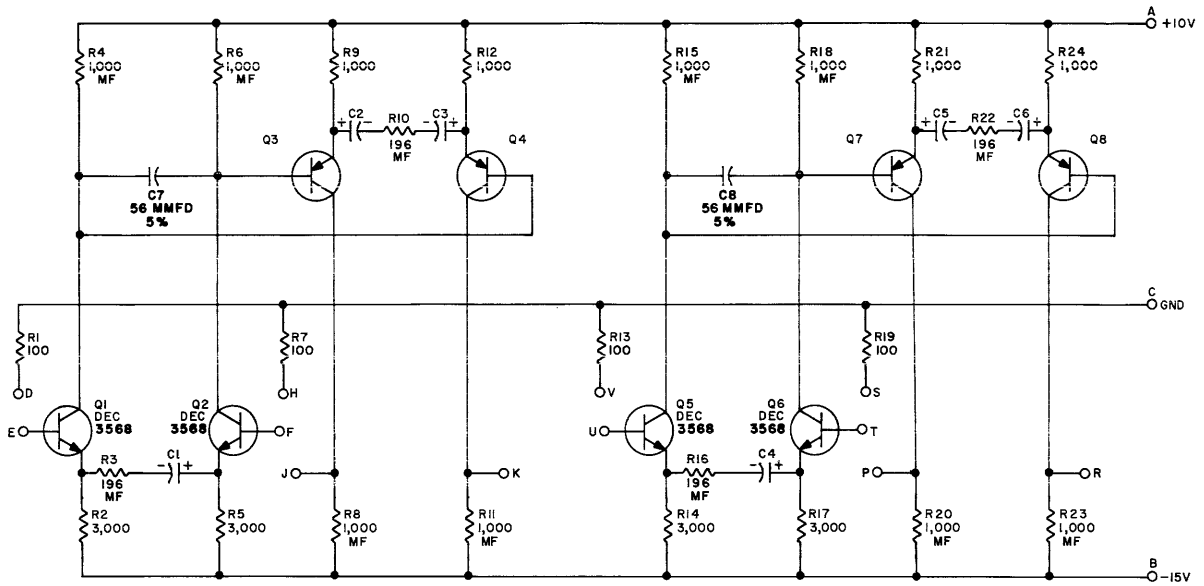 A
+10V
R4
1,000
MF
R6
1,000
MF
R9
1,000
R12
1,000
R15
1,000
MF
R18
1,000
MF
R21
1,000
R24
1,000
+ C2 -
R10
196
MF
- C3 +
Q3
Q4
+ C5 -
R22
196
MF
- C6 +
Q7
Q8
C7
56 MMFD
5%
C8
56 MMFD
5%
C
GND
R1
100
D
R7
100
H
R13
100
V
R19
100
S
Q1
DEC
3568
Q2
DEC
3568
E
F
Q5
DEC
3568
Q6
DEC
3568
U
T
R3
196
MF
- C1 +
J
K
R16
196
MF
- C4 +
P
R
R2
3,000
R5
3,000
R8
1,000
MF
R11
1,000
MF
R14
3,000
R17
3,000
R20
1,000
MF
R23
1,000
MF
B
-15V